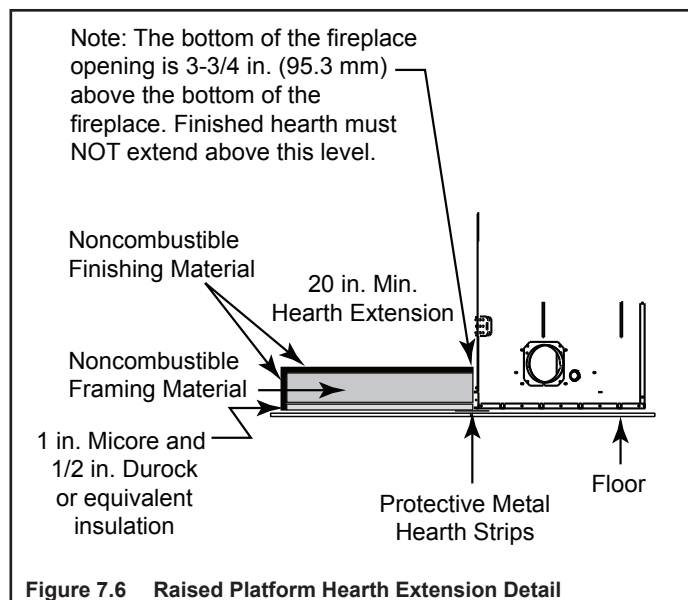 Note: The bottom of the fireplace
opening is 3-3/4 in. (95.3 mm)
above the bottom of the
fireplace. Finished hearth must
NOT extend above this level.
Noncombustible
Finishing Material
20 in. Min.
Hearth Extension
Noncombustible
Framing Material
1 in. Micore and
1/2 in. Durock
or equivalent
insulation
Protective Metal
Hearth Strips
Floor
Figure 7.6 Raised Platform Hearth Extension Detail